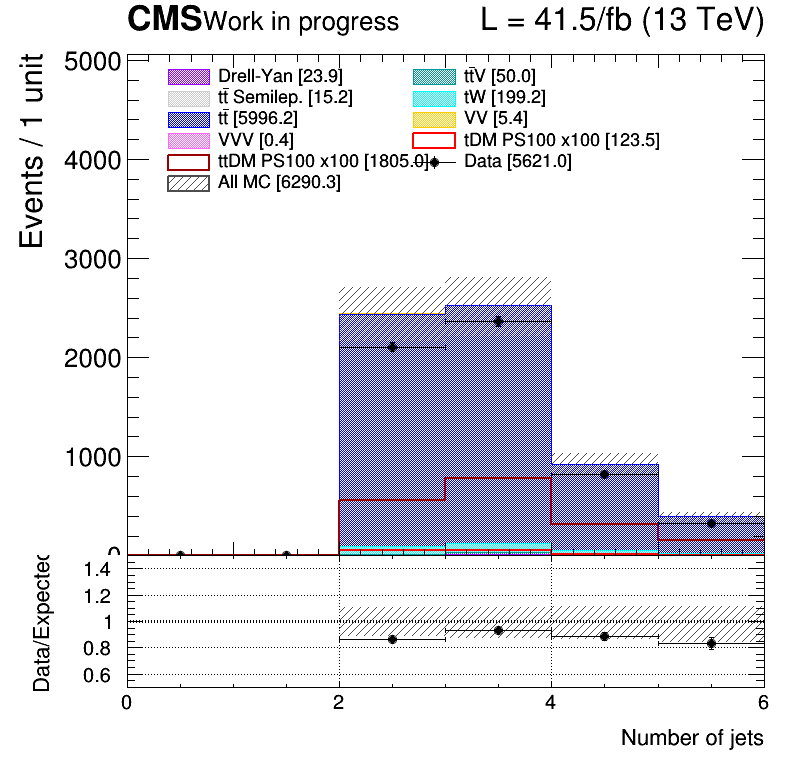 CMS Work in progress L = 41.5/fb (13 TeV)
Events / 1 unit
5000
4000
3000
2000
1000
0
Drell-Yan [23.9]
tt̄V [50.0]
tt̄ Semilep. [15.2]
tW [199.2]
tt̄ [5996.2]
VV [5.4]
VVV [0.4]
tDM PS100 x100 [123.5]
ttDM PS100 x100 [1805.0]
Data [5621.0]
All MC [6290.3]
Data/Expected
1.4
1.2
1
0.8
0.6
0 2 4 6
Number of jets